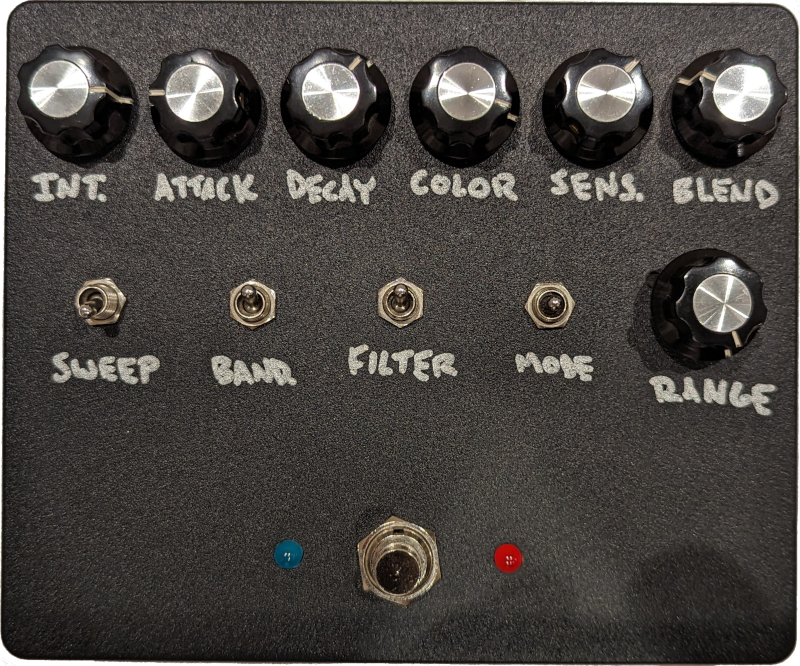 INT. ATTACK DECAY COLOR SENS. BLEND
SWEEP BAND FILTER MODE RANGE